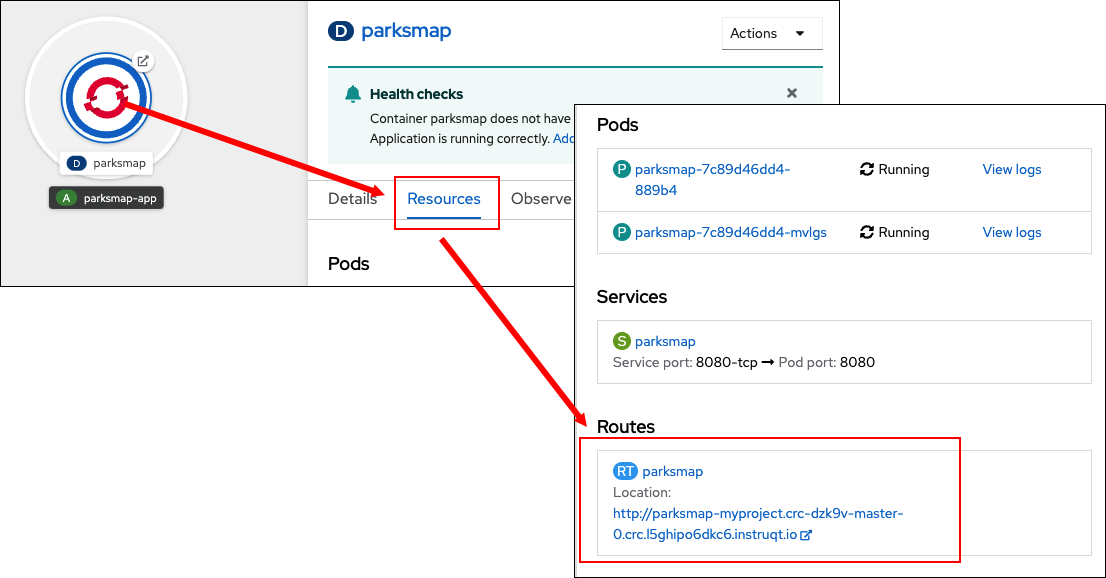 D parksmap
A parksmap-app
D parksmap
Actions
Health checks
Container parksmap does not have
Application is running correctly. Add
Details
Resources
Observe
Pods
Pods
P parksmap-7c89d46dd4-
889b4
Running
View logs
P parksmap-7c89d46dd4-mvlgs
Running
View logs
Services
S parksmap
Service port: 8080-tcp → Pod port: 8080
Routes
RT parksmap
Location:
http://parksmap-myproject.crc-dzk9v-master-
0.crc.l5ghipo6dkc6.instruqt.io